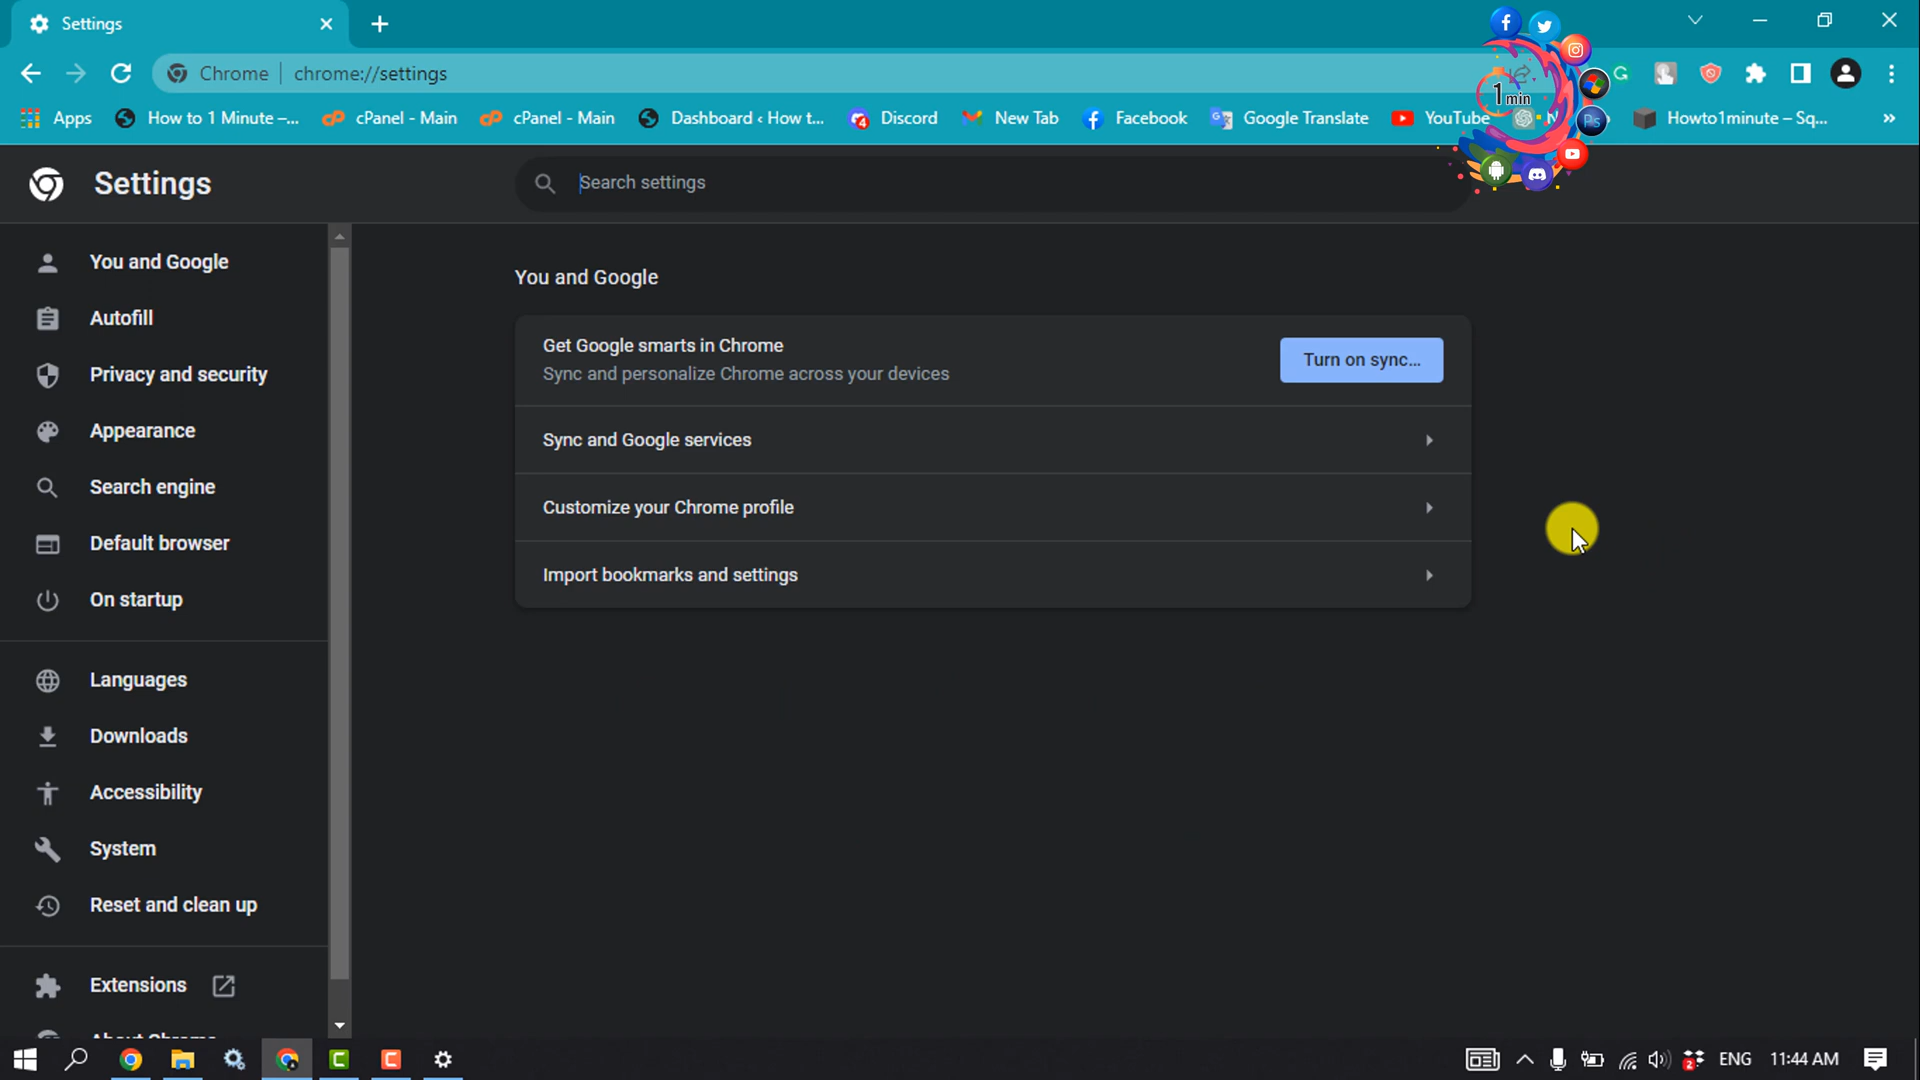 Settings
Chrome
chrome://settings
Apps
How to 1 Minute –...
cPanel - Main
cPanel - Main
Dashboard ‹ How t...
Discord
New Tab
Facebook
Google Translate
YouTube
Howto1minute – Sq...
»
1 min
Ps
Settings
Search settings
You and Google
Autofill
Privacy and security
Appearance
Search engine
Default browser
On startup
Languages
Downloads
Accessibility
System
Reset and clean up
Extensions
About Chrome
You and Google
Get Google smarts in Chrome
Sync and personalize Chrome across your devices
Turn on sync...
Sync and Google services
Customize your Chrome profile
Import bookmarks and settings
2
ENG
11:44 AM